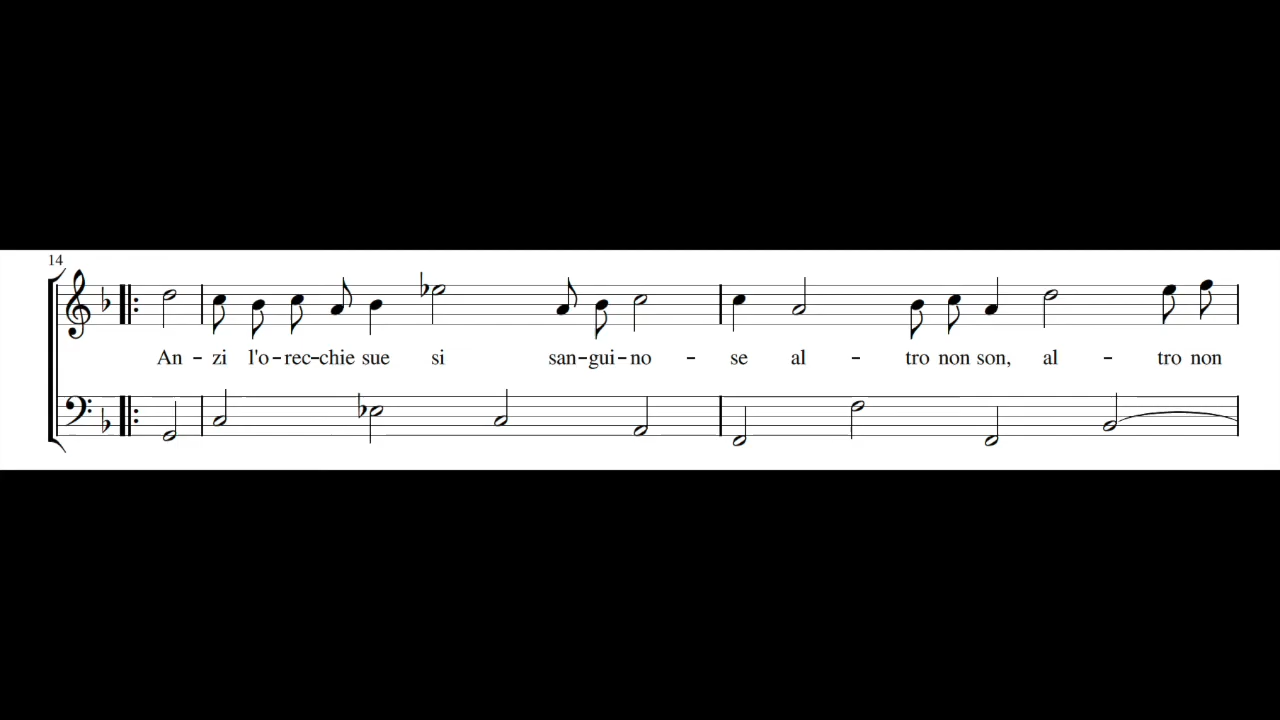 14
An - zi l'o-rec-chie sue si san-gui-no - se al - tro non son, al - tro non